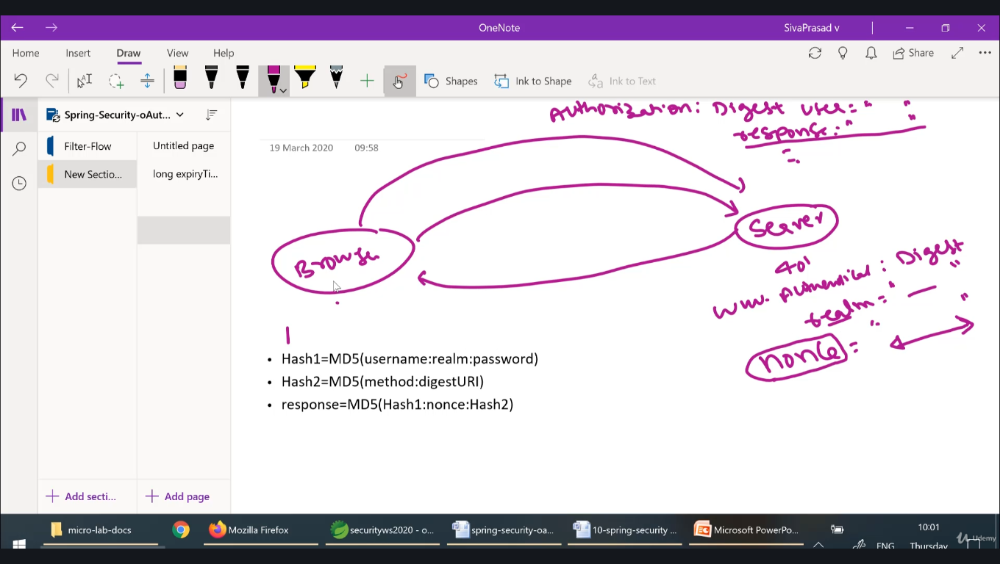 OneNote
SivaPrasad v
Home Insert Draw View Help
Share
Shapes
Ink to Shape
Ink to Text
Spring-Security-oAut...
Filter-Flow
New Sectio...
Untitled page
long expiryTi...
Add secti...
Add page
19 March 2020 09:58
Authorization: Digest user=" "
response:" "
Browse
Server
401
www. : Digest
realm=" "
nonce= " "
• Hash1=MD5(username:realm:password)
• Hash2=MD5(method:digestURI)
• response=MD5(Hash1:nonce:Hash2)
micro-lab-docs
Mozilla Firefox
securityws2020 - o...
spring-security-oa...
10-spring-security ...
Microsoft PowerPo...
ENG
10:01
Thursday
Udemy